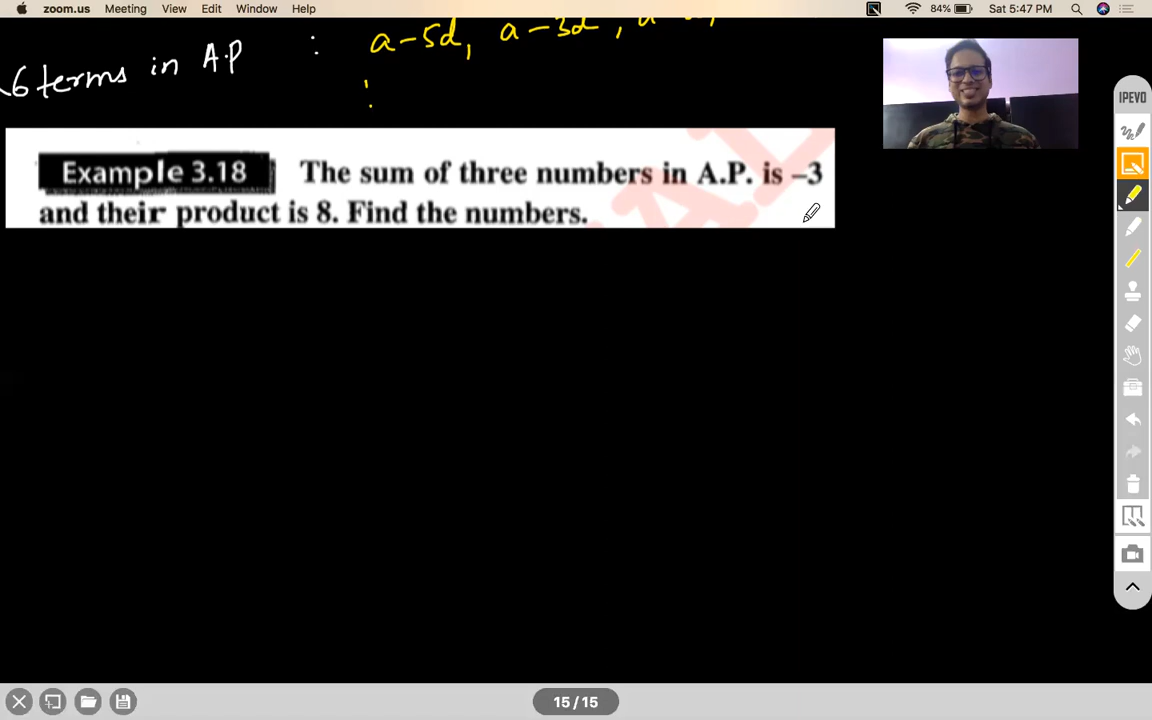 zoom.us Meeting View Edit Window Help 84% Sat 5:47 PM
a-5d, a-3d,
6 terms in A.P :
IPEVO
Example 3.18 The sum of three numbers in A.P. is –3
and their product is 8. Find the numbers.
15/15